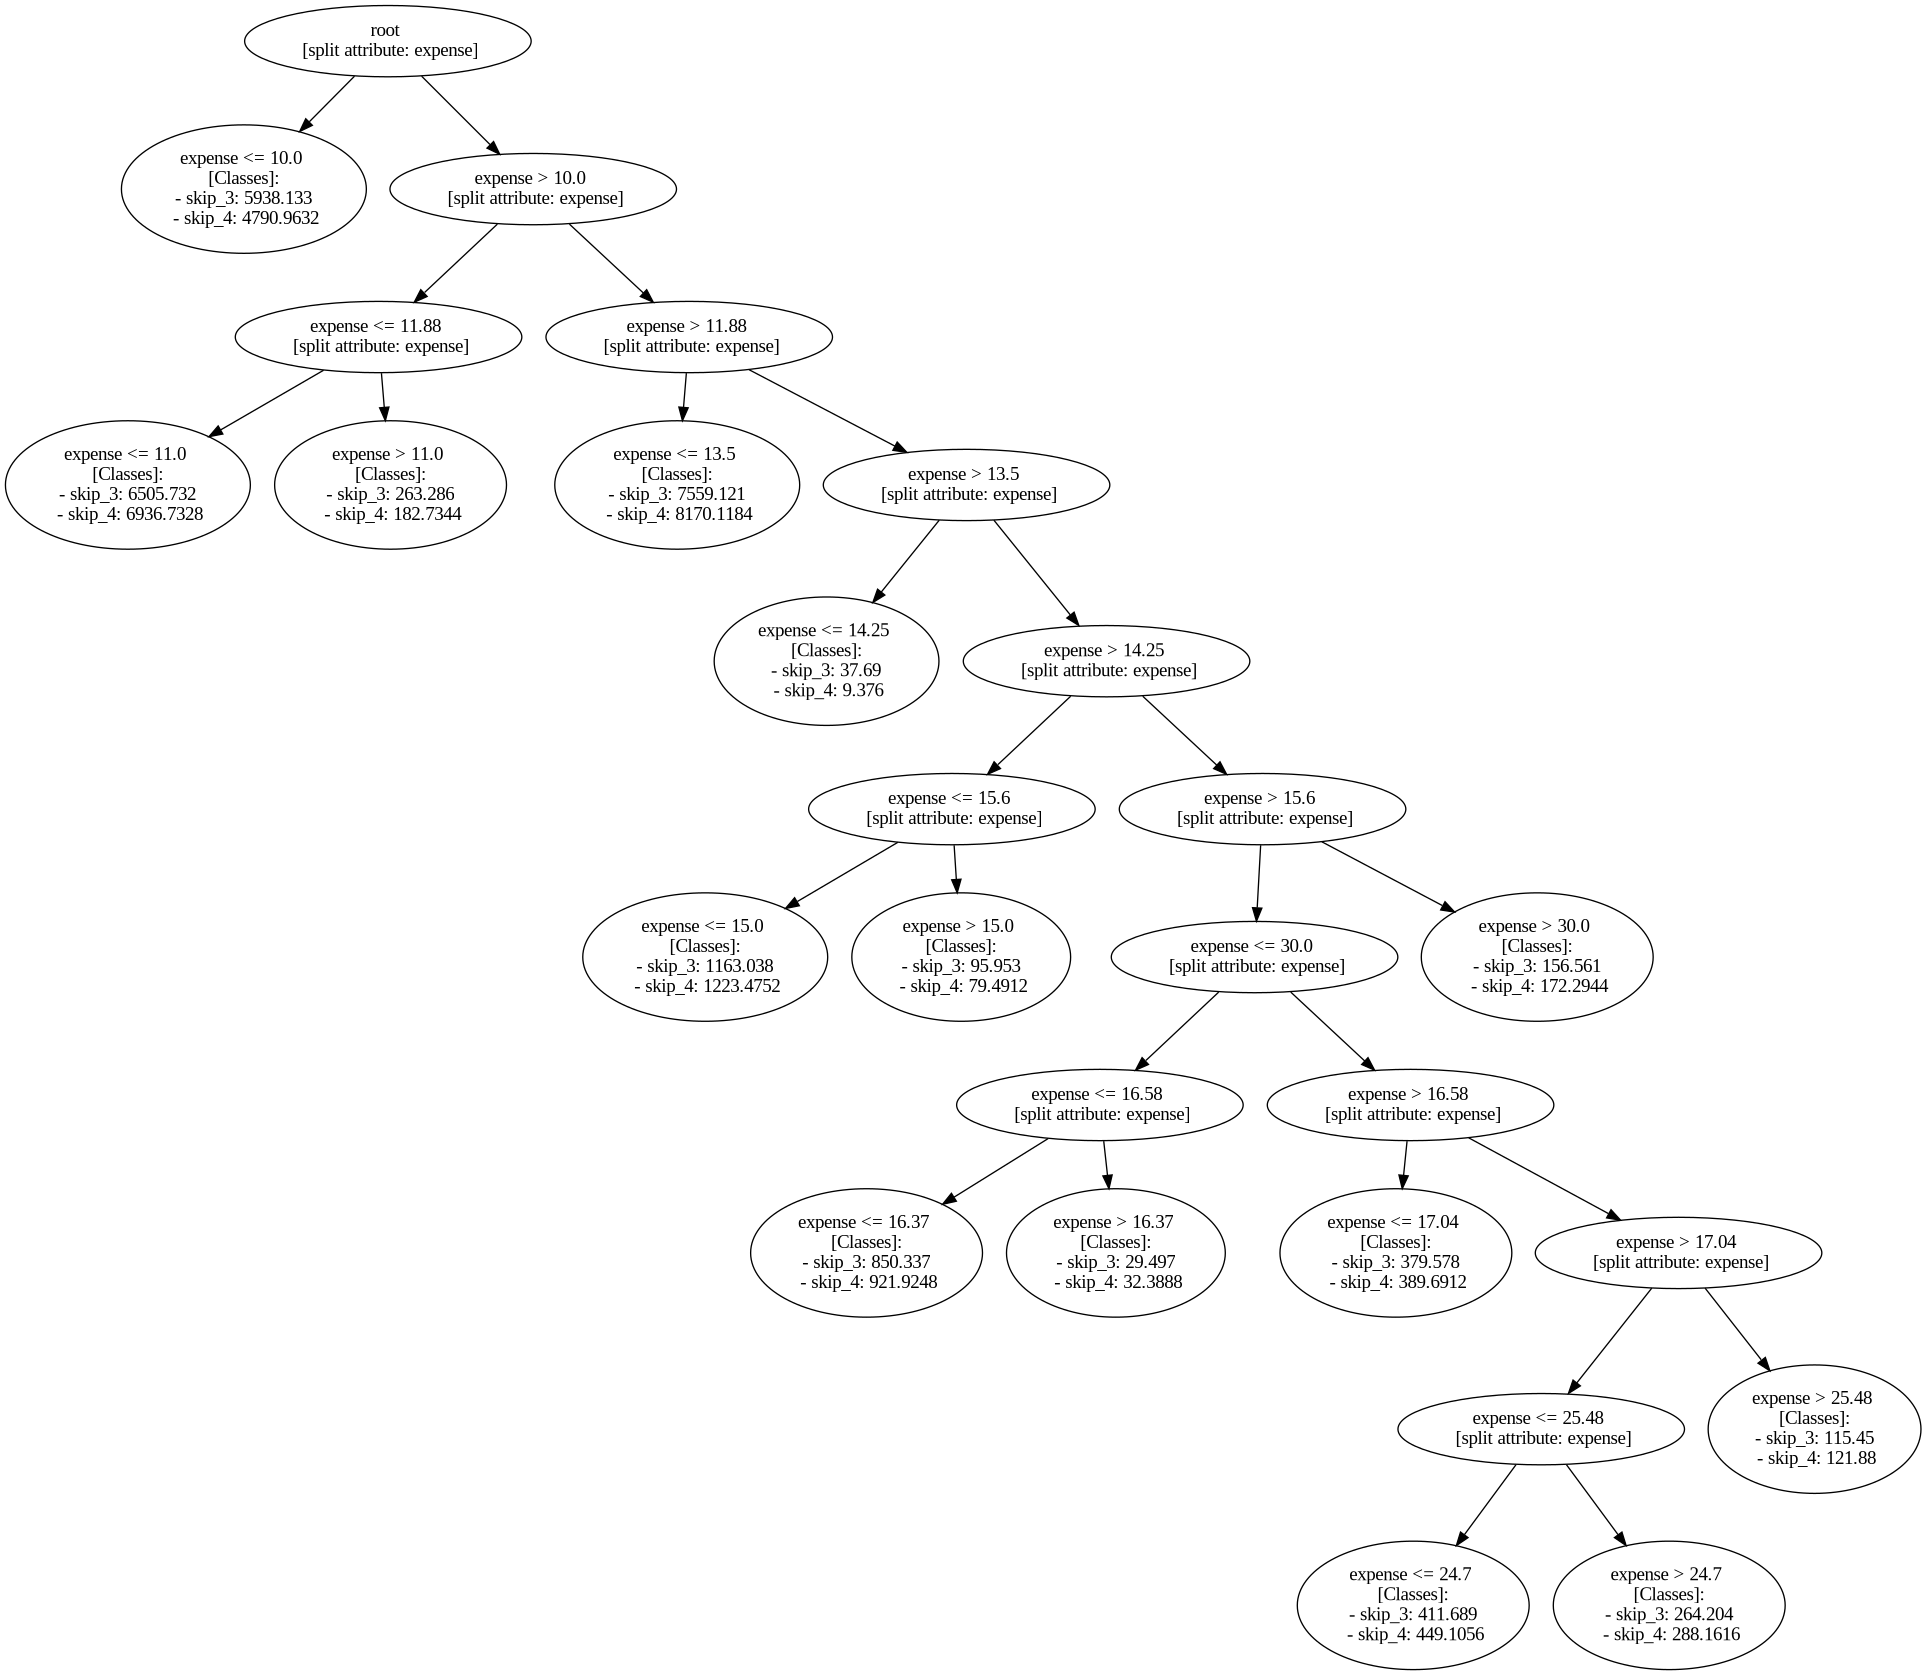 root
[split attribute: expense]
expense <= 10.0
[Classes]:
- skip_3: 5938.133
- skip_4: 4790.9632
expense > 10.0
[split attribute: expense]
expense <= 11.88
[split attribute: expense]
expense > 11.88
[split attribute: expense]
expense <= 11.0
[Classes]:
- skip_3: 6505.732
- skip_4: 6936.7328
expense > 11.0
[Classes]:
- skip_3: 263.286
- skip_4: 182.7344
expense <= 13.5
[Classes]:
- skip_3: 7559.121
- skip_4: 8170.1184
expense > 13.5
[split attribute: expense]
expense <= 14.25
[Classes]:
- skip_3: 37.69
- skip_4: 9.376
expense > 14.25
[split attribute: expense]
expense <= 15.6
[split attribute: expense]
expense > 15.6
[split attribute: expense]
expense <= 15.0
[Classes]:
- skip_3: 1163.038
- skip_4: 1223.4752
expense > 15.0
[Classes]:
- skip_3: 95.953
- skip_4: 79.4912
expense <= 30.0
[split attribute: expense]
expense > 30.0
[Classes]:
- skip_3: 156.561
- skip_4: 172.2944
expense <= 16.58
[split attribute: expense]
expense > 16.58
[split attribute: expense]
expense <= 16.37
[Classes]:
- skip_3: 850.337
- skip_4: 921.9248
expense > 16.37
[Classes]:
- skip_3: 29.497
- skip_4: 32.3888
expense <= 17.04
[Classes]:
- skip_3: 379.578
- skip_4: 389.6912
expense > 17.04
[split attribute: expense]
expense <= 25.48
[split attribute: expense]
expense > 25.48
[Classes]:
- skip_3: 115.45
- skip_4: 121.88
expense <= 24.7
[Classes]:
- skip_3: 411.689
- skip_4: 449.1056
expense > 24.7
[Classes]:
- skip_3: 264.204
- skip_4: 288.1616